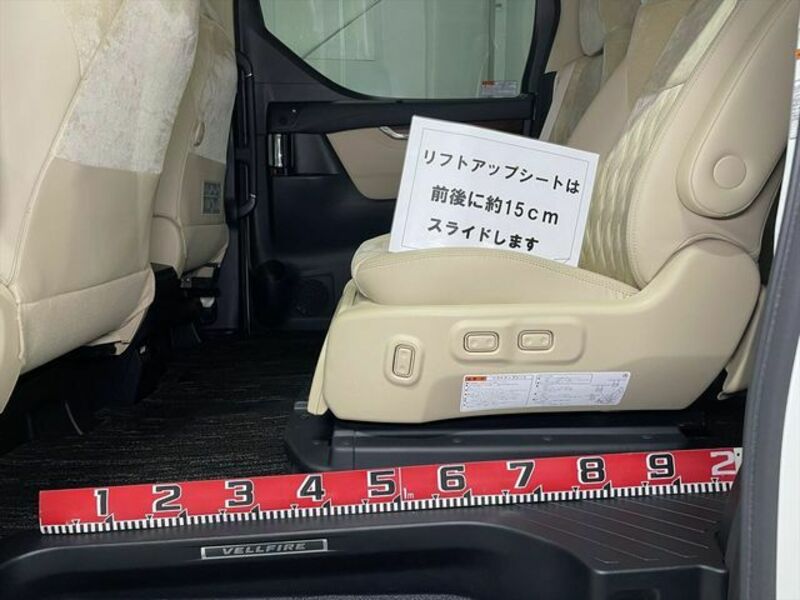 リフトアップシートは
前後に約15cm
スライドします
1 2 3 4 5 1m 6 7 8 9 2
VELLFIRE